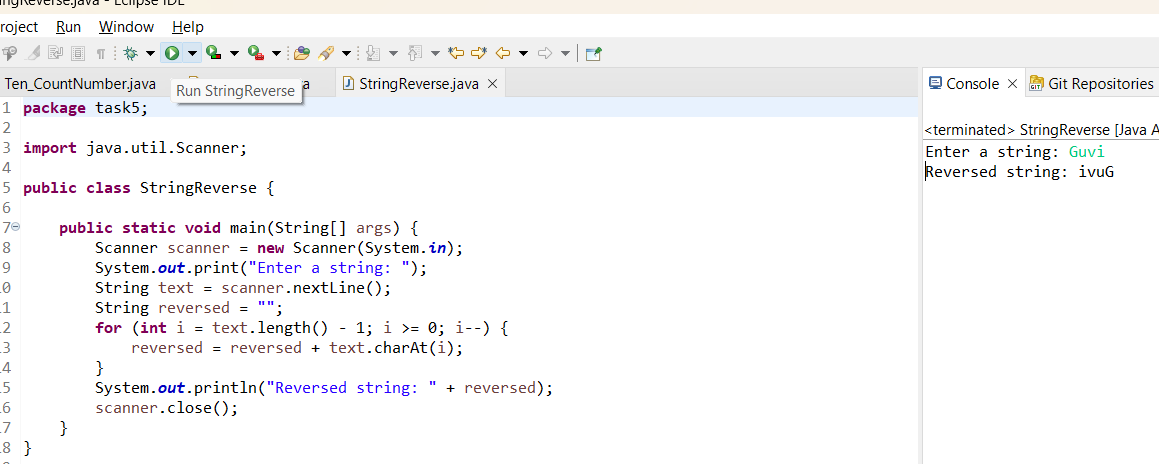 ngReverse.java - Eclipse IDE
roject Run Window Help
Ten_CountNumber.java
a
StringReverse.java
Run StringReverse
1 package task5;
2
3 import java.util.Scanner;
4
5 public class StringReverse {
6
7 public static void main(String[] args) {
8 Scanner scanner = new Scanner(System.in);
9 System.out.print("Enter a string: ");
.0 String text = scanner.nextLine();
.1 String reversed = "";
.2 for (int i = text.length() - 1; i >= 0; i--) {
.3 reversed = reversed + text.charAt(i);
.4 }
.5 System.out.println("Reversed string: " + reversed);
.6 scanner.close();
.7 }
.8 }
Console
Git Repositories
<terminated> StringReverse [Java A
Enter a string: Guvi
Reversed string: ivuG